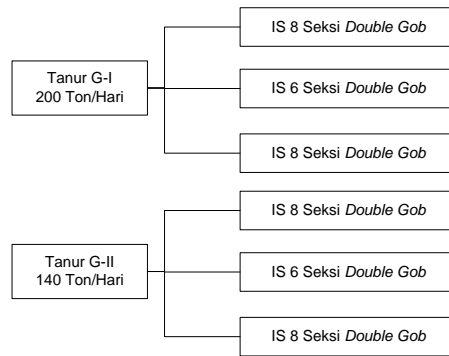 IS 8 Seksi Double Gob
Tanur G-I
200 Ton/Hari
IS 6 Seksi Double Gob
IS 8 Seksi Double Gob
IS 8 Seksi Double Gob
Tanur G-II
140 Ton/Hari
IS 6 Seksi Double Gob
IS 8 Seksi Double Gob